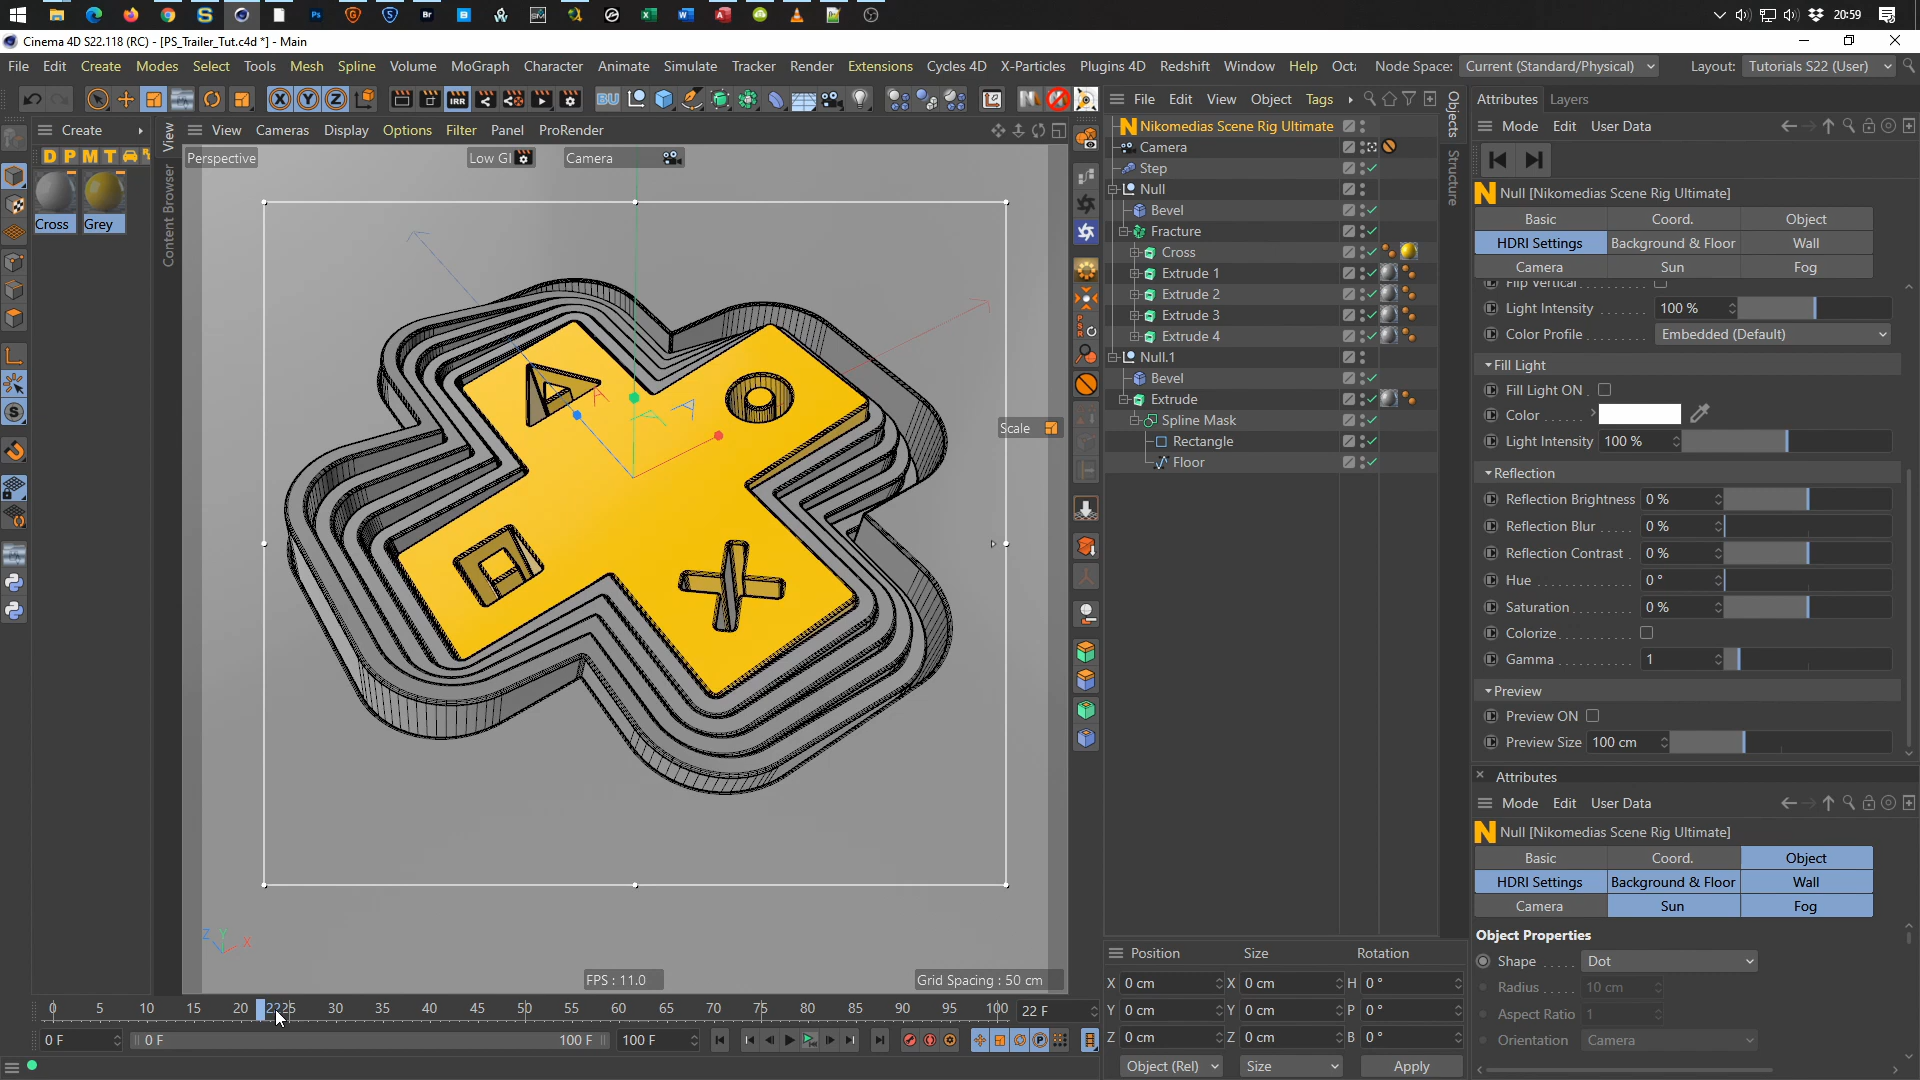 20:59
Cinema 4D S22.118 (RC) - [PS_Trailer_Tut.c4d *] - Main
File Edit Create Modes Select Tools Mesh Spline Volume MoGraph Character Animate Simulate Tracker Render Extensions Cycles 4D X-Particles Plugins 4D Redshift Window Help Octa Node Space: Current (Standard/Physical) Layout: Tutorials S22 (User)
File Edit View Object Tags
Attributes Layers
Create
View Cameras Display Options Filter Panel ProRender
Mode Edit User Data
Perspective
Low GI
Camera
Cross
Grey
View
Content Browser
Objects
Structure
Scale
FPS : 11.0
Grid Spacing : 50 cm
Nikomedias Scene Rig Ultimate
Camera
Step
Null
Bevel
Fracture
Cross
Extrude 1
Extrude 2
Extrude 3
Extrude 4
Null.1
Bevel
Extrude
Spline Mask
Rectangle
Floor
Null [Nikomedias Scene Rig Ultimate]
Basic Coord. Object
HDRI Settings Background & Floor Wall
Camera Sun Fog
Flip Vertical
Light Intensity 100 %
Color Profile Embedded (Default)
Fill Light
Fill Light ON
Color
Light Intensity 100 %
Reflection
Reflection Brightness 0 %
Reflection Blur 0 %
Reflection Contrast 0 %
Hue 0 °
Saturation 0 %
Colorize
Gamma 1
Preview
Preview ON
Preview Size 100 cm
Attributes
Mode Edit User Data
Null [Nikomedias Scene Rig Ultimate]
Basic Coord. Object
HDRI Settings Background & Floor Wall
Camera Sun Fog
Object Properties
Shape Dot
Radius 10 cm
Aspect Ratio 1
Orientation Camera
Position Size Rotation
X 0 cm X 0 cm H 0 °
Y 0 cm Y 0 cm P 0 °
Z 0 cm Z 0 cm B 0 °
Object (Rel) Size Apply
0 5 10 15 20 22 25 30 35 40 45 50 55 60 65 70 75 80 85 90 95 100 22 F
0 F 0 F 100 F 100 F